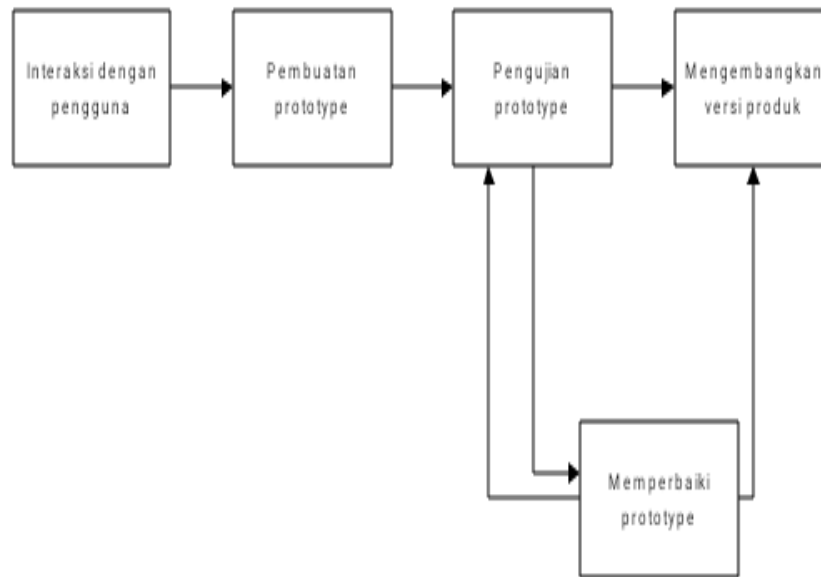 Interaksi dengan
pengguna
Pembuatan
prototype
Pengujian
prototype
Mengembangkan
versi produk
Memperbaiki
prototype